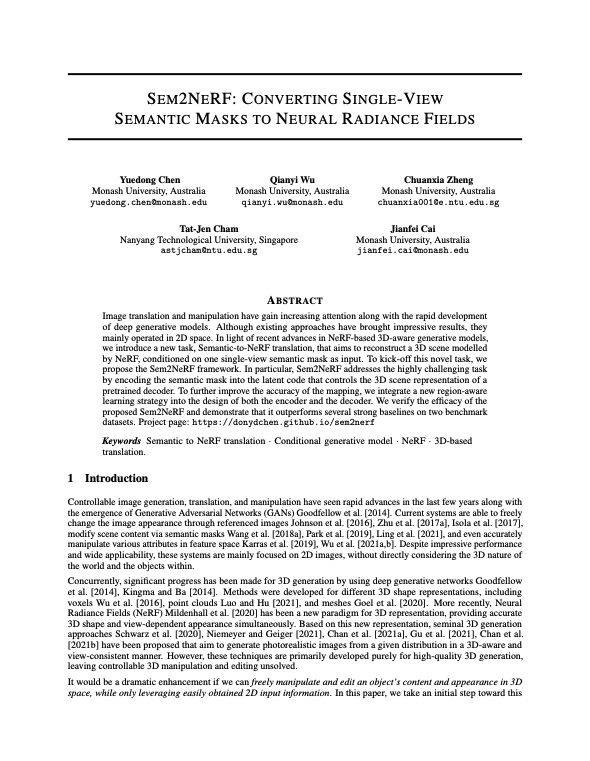 SEM2NERF: CONVERTING SINGLE-VIEW
SEMANTIC MASKS TO NEURAL RADIANCE FIELDS
Yuedong Chen
Monash University, Australia
yuedong.chen@monash.edu
Qianyi Wu
Monash University, Australia
qianyi.wu@monash.edu
Chuanxia Zheng
Monash University, Australia
chuanxia001@e.ntu.edu.sg
Tat-Jen Cham
Nanyang Technological University, Singapore
astjcham@ntu.edu.sg
Jianfei Cai
Monash University, Australia
jianfei.cai@monash.edu
ABSTRACT
Image translation and manipulation have gain increasing attention along with the rapid development
of deep generative models. Although existing approaches have brought impressive results, they
mainly operated in 2D space. In light of recent advances in NeRF-based 3D-aware generative models,
we introduce a new task, Semantic-to-NeRF translation, that aims to reconstruct a 3D scene modelled
by NeRF, conditioned on one single-view semantic mask as input. To kick-off this novel task, we
propose the Sem2NeRF framework. In particular, Sem2NeRF addresses the highly challenging task
by encoding the semantic mask into the latent code that controls the 3D scene representation of a
pretrained decoder. To further improve the accuracy of the mapping, we integrate a new region-aware
learning strategy into the design of both the encoder and the decoder. We verify the efficacy of the
proposed Sem2NeRF and demonstrate that it outperforms several strong baselines on two benchmark
datasets. Project page: https://donydchen.github.io/sem2nerf
Keywords Semantic to NeRF translation · Conditional generative model · NeRF · 3D-based
translation.
1 Introduction
Controllable image generation, translation, and manipulation have seen rapid advances in the last few years along with
the emergence of Generative Adversarial Networks (GANs) Goodfellow et al. [2014]. Current systems are able to freely
change the image appearance through referenced images Johnson et al. [2016], Zhu et al. [2017a], Isola et al. [2017],
modify scene content via semantic masks Wang et al. [2018a], Park et al. [2019], Ling et al. [2021], and even accurately
manipulate various attributes in feature space Karras et al. [2019], Wu et al. [2021a,b]. Despite impressive performance
and wide applicability, these systems are mainly focused on 2D images, without directly considering the 3D nature of
the world and the objects within.
Concurrently, significant progress has been made for 3D generation by using deep generative networks Goodfellow
et al. [2014], Kingma and Ba [2014]. Methods were developed for different 3D shape representations, including
voxels Wu et al. [2016], point clouds Luo and Hu [2021], and meshes Goel et al. [2020]. More recently, Neural
Radiance Fields (NeRF) Mildenhall et al. [2020] has been a new paradigm for 3D representation, providing accurate
3D shape and view-dependent appearance simultaneously. Based on this new representation, seminal 3D generation
approaches Schwarz et al. [2020], Niemeyer and Geiger [2021], Chan et al. [2021a], Gu et al. [2021], Chan et al.
[2021b] have been proposed that aim to generate photorealistic images from a given distribution in a 3D-aware and
view-consistent manner. However, these techniques are primarily developed purely for high-quality 3D generation,
leaving controllable 3D manipulation and editing unsolved.
It would be a dramatic enhancement if we can freely manipulate and edit an object's content and appearance in 3D
space, while only leveraging easily obtained 2D input information. In this paper, we take an initial step toward this